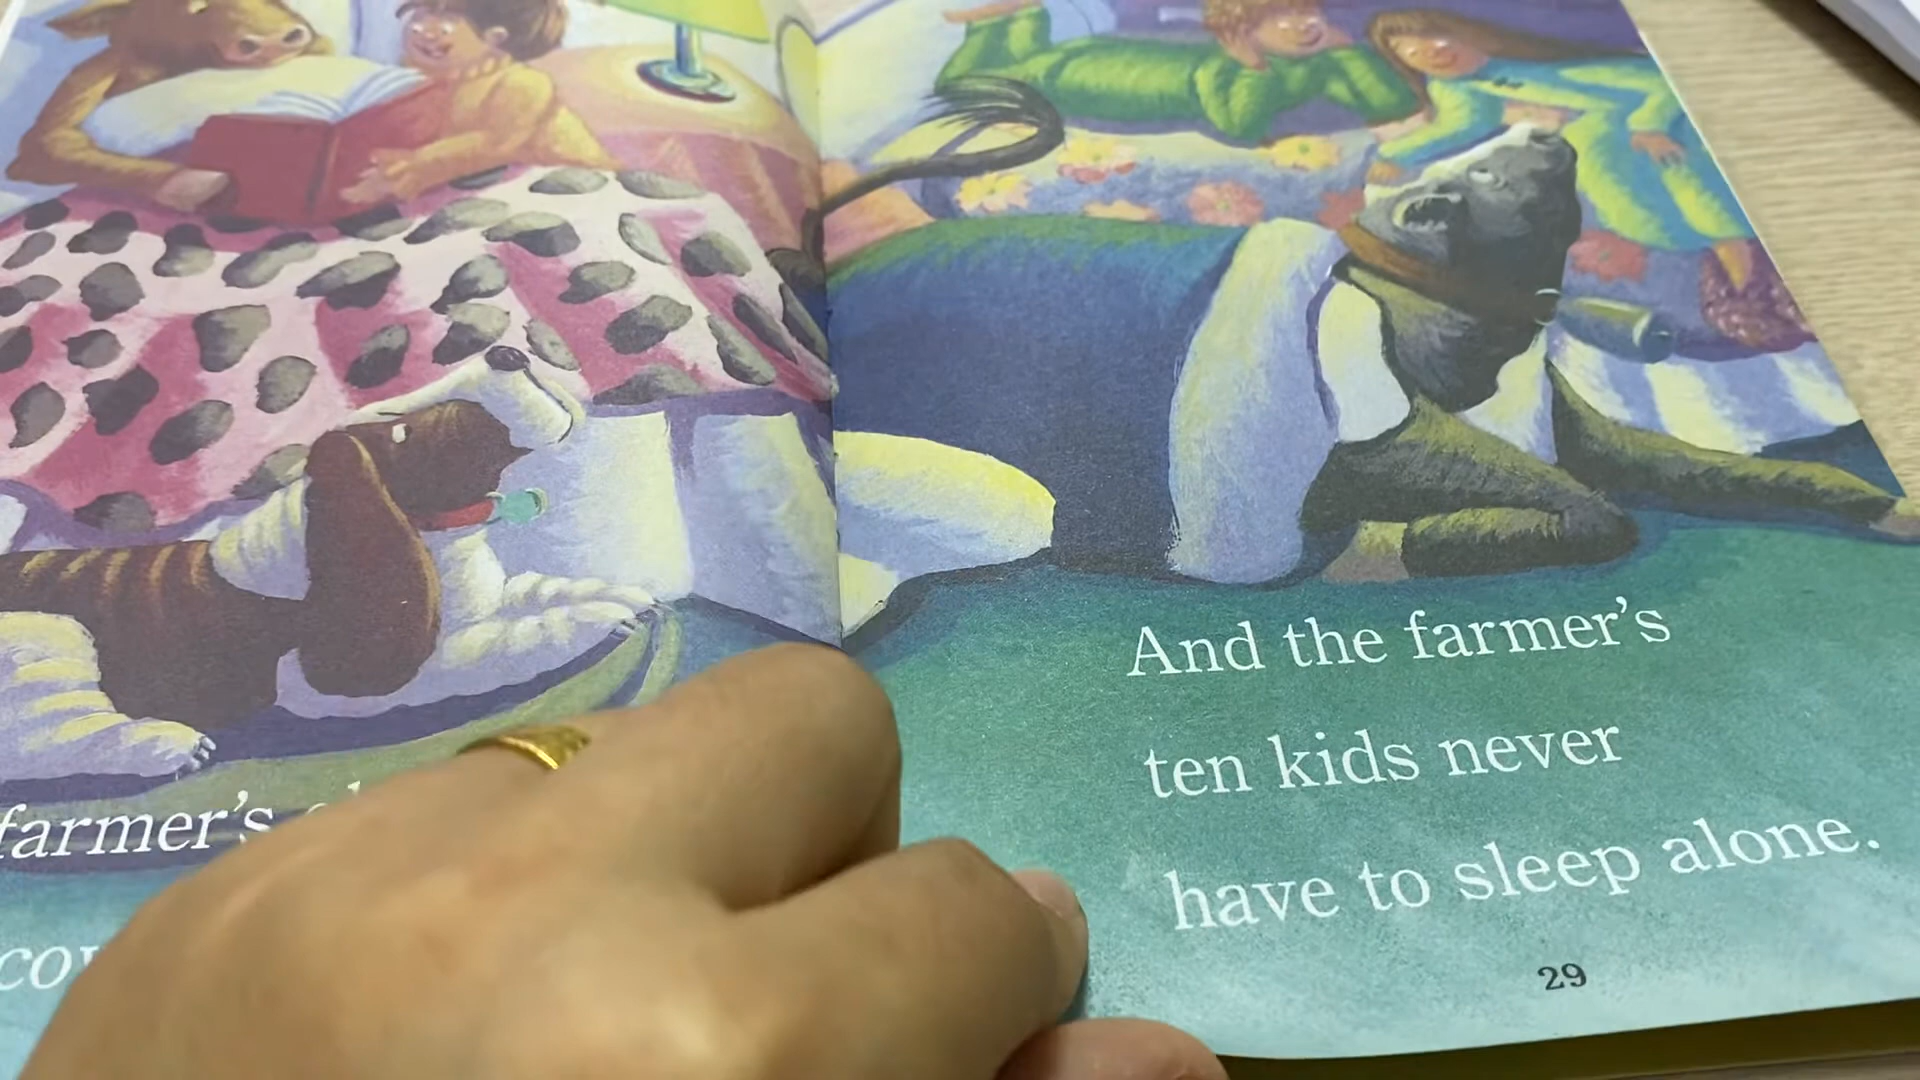 farmer's
And the farmer's
ten kids never
have to sleep alone.
29